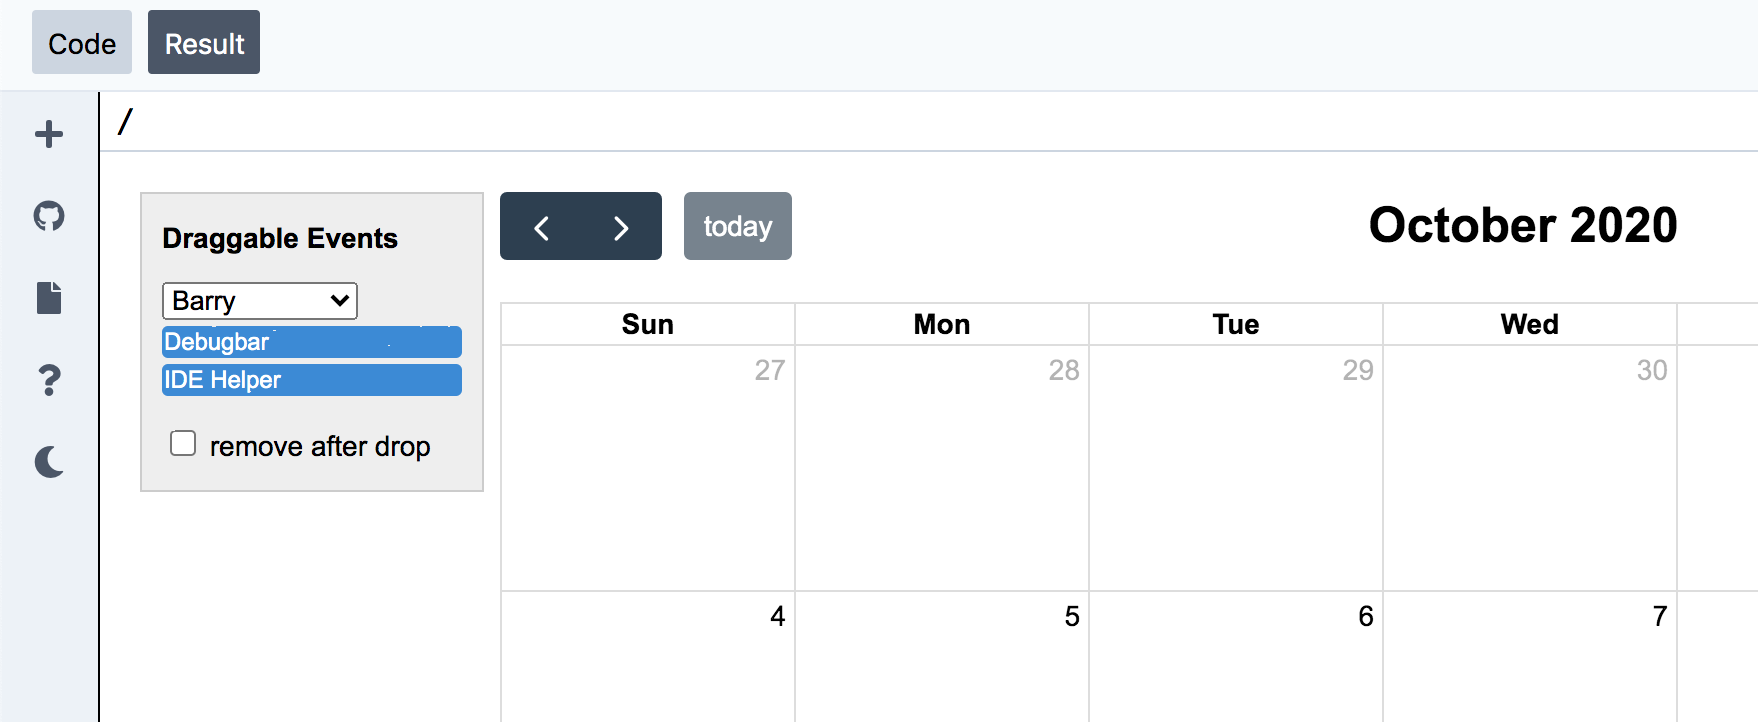 Code Result
/
Draggable Events
Barry
Debugbar
IDE Helper
remove after drop
today
October 2020
Sun Mon Tue Wed
27 28 29 30
4 5 6 7